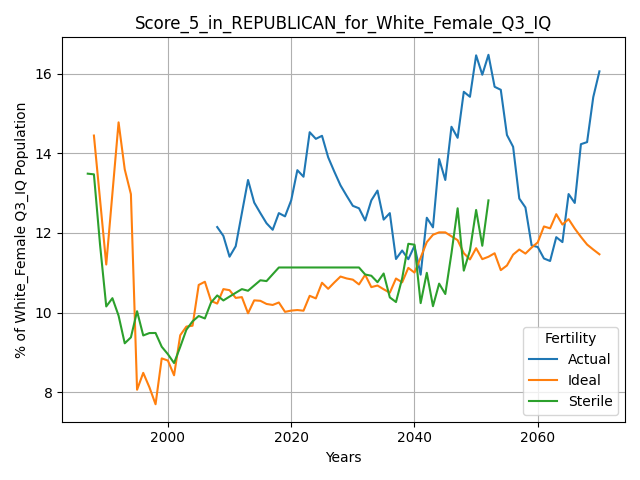 Score_5_in_REPUBLICAN_for_White_Female_Q3_IQ
% of White_Female Q3_IQ Population
16
14
12
10
8
2000 2020 2040 2060
Years
Fertility
Actual
Ideal
Sterile